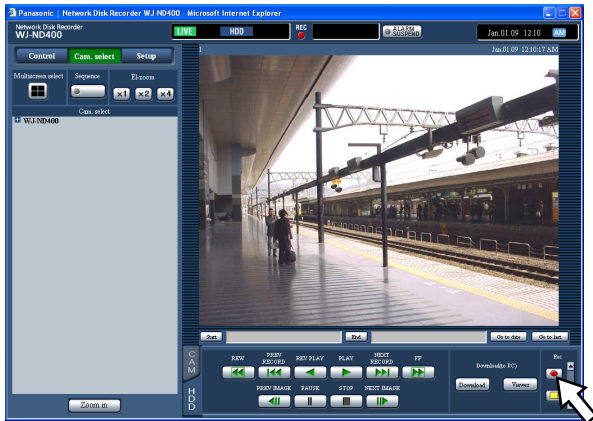 Panasonic | Network Disk Recorder WJ-ND400 - Microsoft Internet Explorer
Network Disk Recorder
WJ-ND400
LIVE
HDD
REC
ALARM
SUSPEND
Jan.01.09 12:10 AM
Control
Cam. select
Setup
1
Jan.01.09 12:10:17 AM
Multiscreen select
Sequence
El-zoom
x1
x2
x4
Cam. select
WJ-ND400
Start
End
Go to date
Go to last
CAM
HDD
REW
PREV
RECORD
REV PLAY
PLAY
NEXT
RECORD
FF
PREV IMAGE
PAUSE
STOP
NEXT IMAGE
Download(to PC)
Download
Viewer
Rec
Zoom in